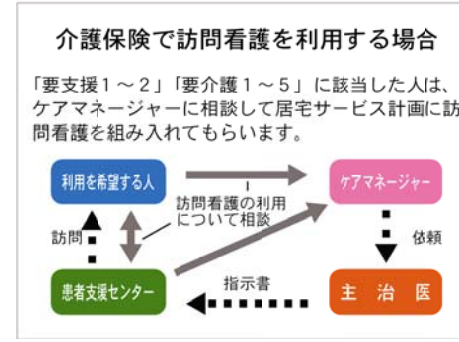 介護保険で訪問看護を利用する場合
「要支援1～2」「要介護1～5」に該当した人は、
ケアマネージャーに相談して居宅サービス計画に訪
問看護を組み入れてもらいます。
利用を希望する人
ケアマネージャー
訪問看護の利用
について相談
訪問
依頼
患者支援センター
指示書
主治医